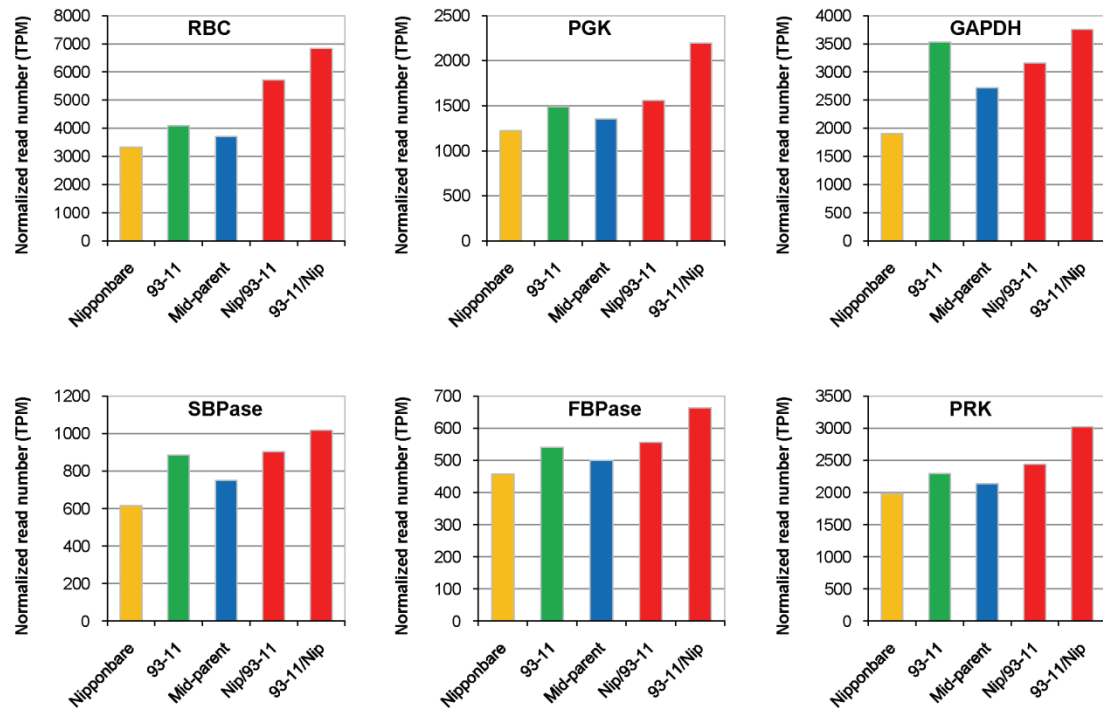 RBC
Normalized read number (TPM)
8000
7000
6000
5000
4000
3000
2000
1000
0
Nipponbare
93-11
Mid-parent
Nip/93-11
93-11/Nip
PGK
Normalized read number (TPM)
2500
2000
1500
1000
500
0
Nipponbare
93-11
Mid-parent
Nip/93-11
93-11/Nip
GAPDH
Normalized read number (TPM)
4000
3500
3000
2500
2000
1500
1000
500
0
Nipponbare
93-11
Mid-parent
Nip/93-11
93-11/Nip
SBPase
Normalized read number (TPM)
1200
1000
800
600
400
200
0
Nipponbare
93-11
Mid-parent
Nip/93-11
93-11/Nip
FBPase
Normalized read number (TPM)
700
600
500
400
300
200
100
0
Nipponbare
93-11
Mid-parent
Nip/93-11
93-11/Nip
PRK
Normalized read number (TPM)
3500
3000
2500
2000
1500
1000
500
0
Nipponbare
93-11
Mid-parent
Nip/93-11
93-11/Nip